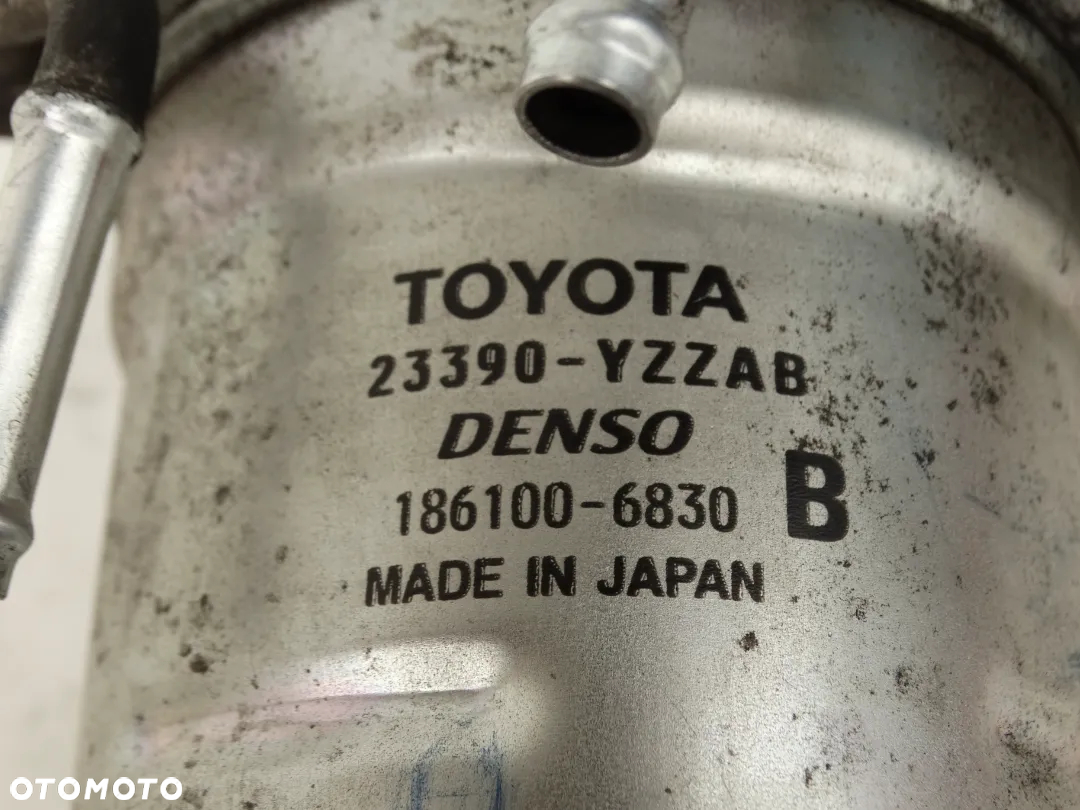 TOYOTA
23390-YZZAB
DENSO
186100-6830 B
MADE IN JAPAN
OTOMOTO